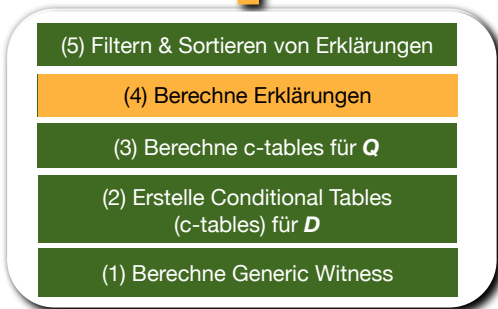 (5) Filtern & Sortieren von Erklärungen
(4) Berechne Erklärungen
(3) Berechne c-tables für Q
(2) Erstelle Conditional Tables
(c-tables) für D
(1) Berechne Generic Witness